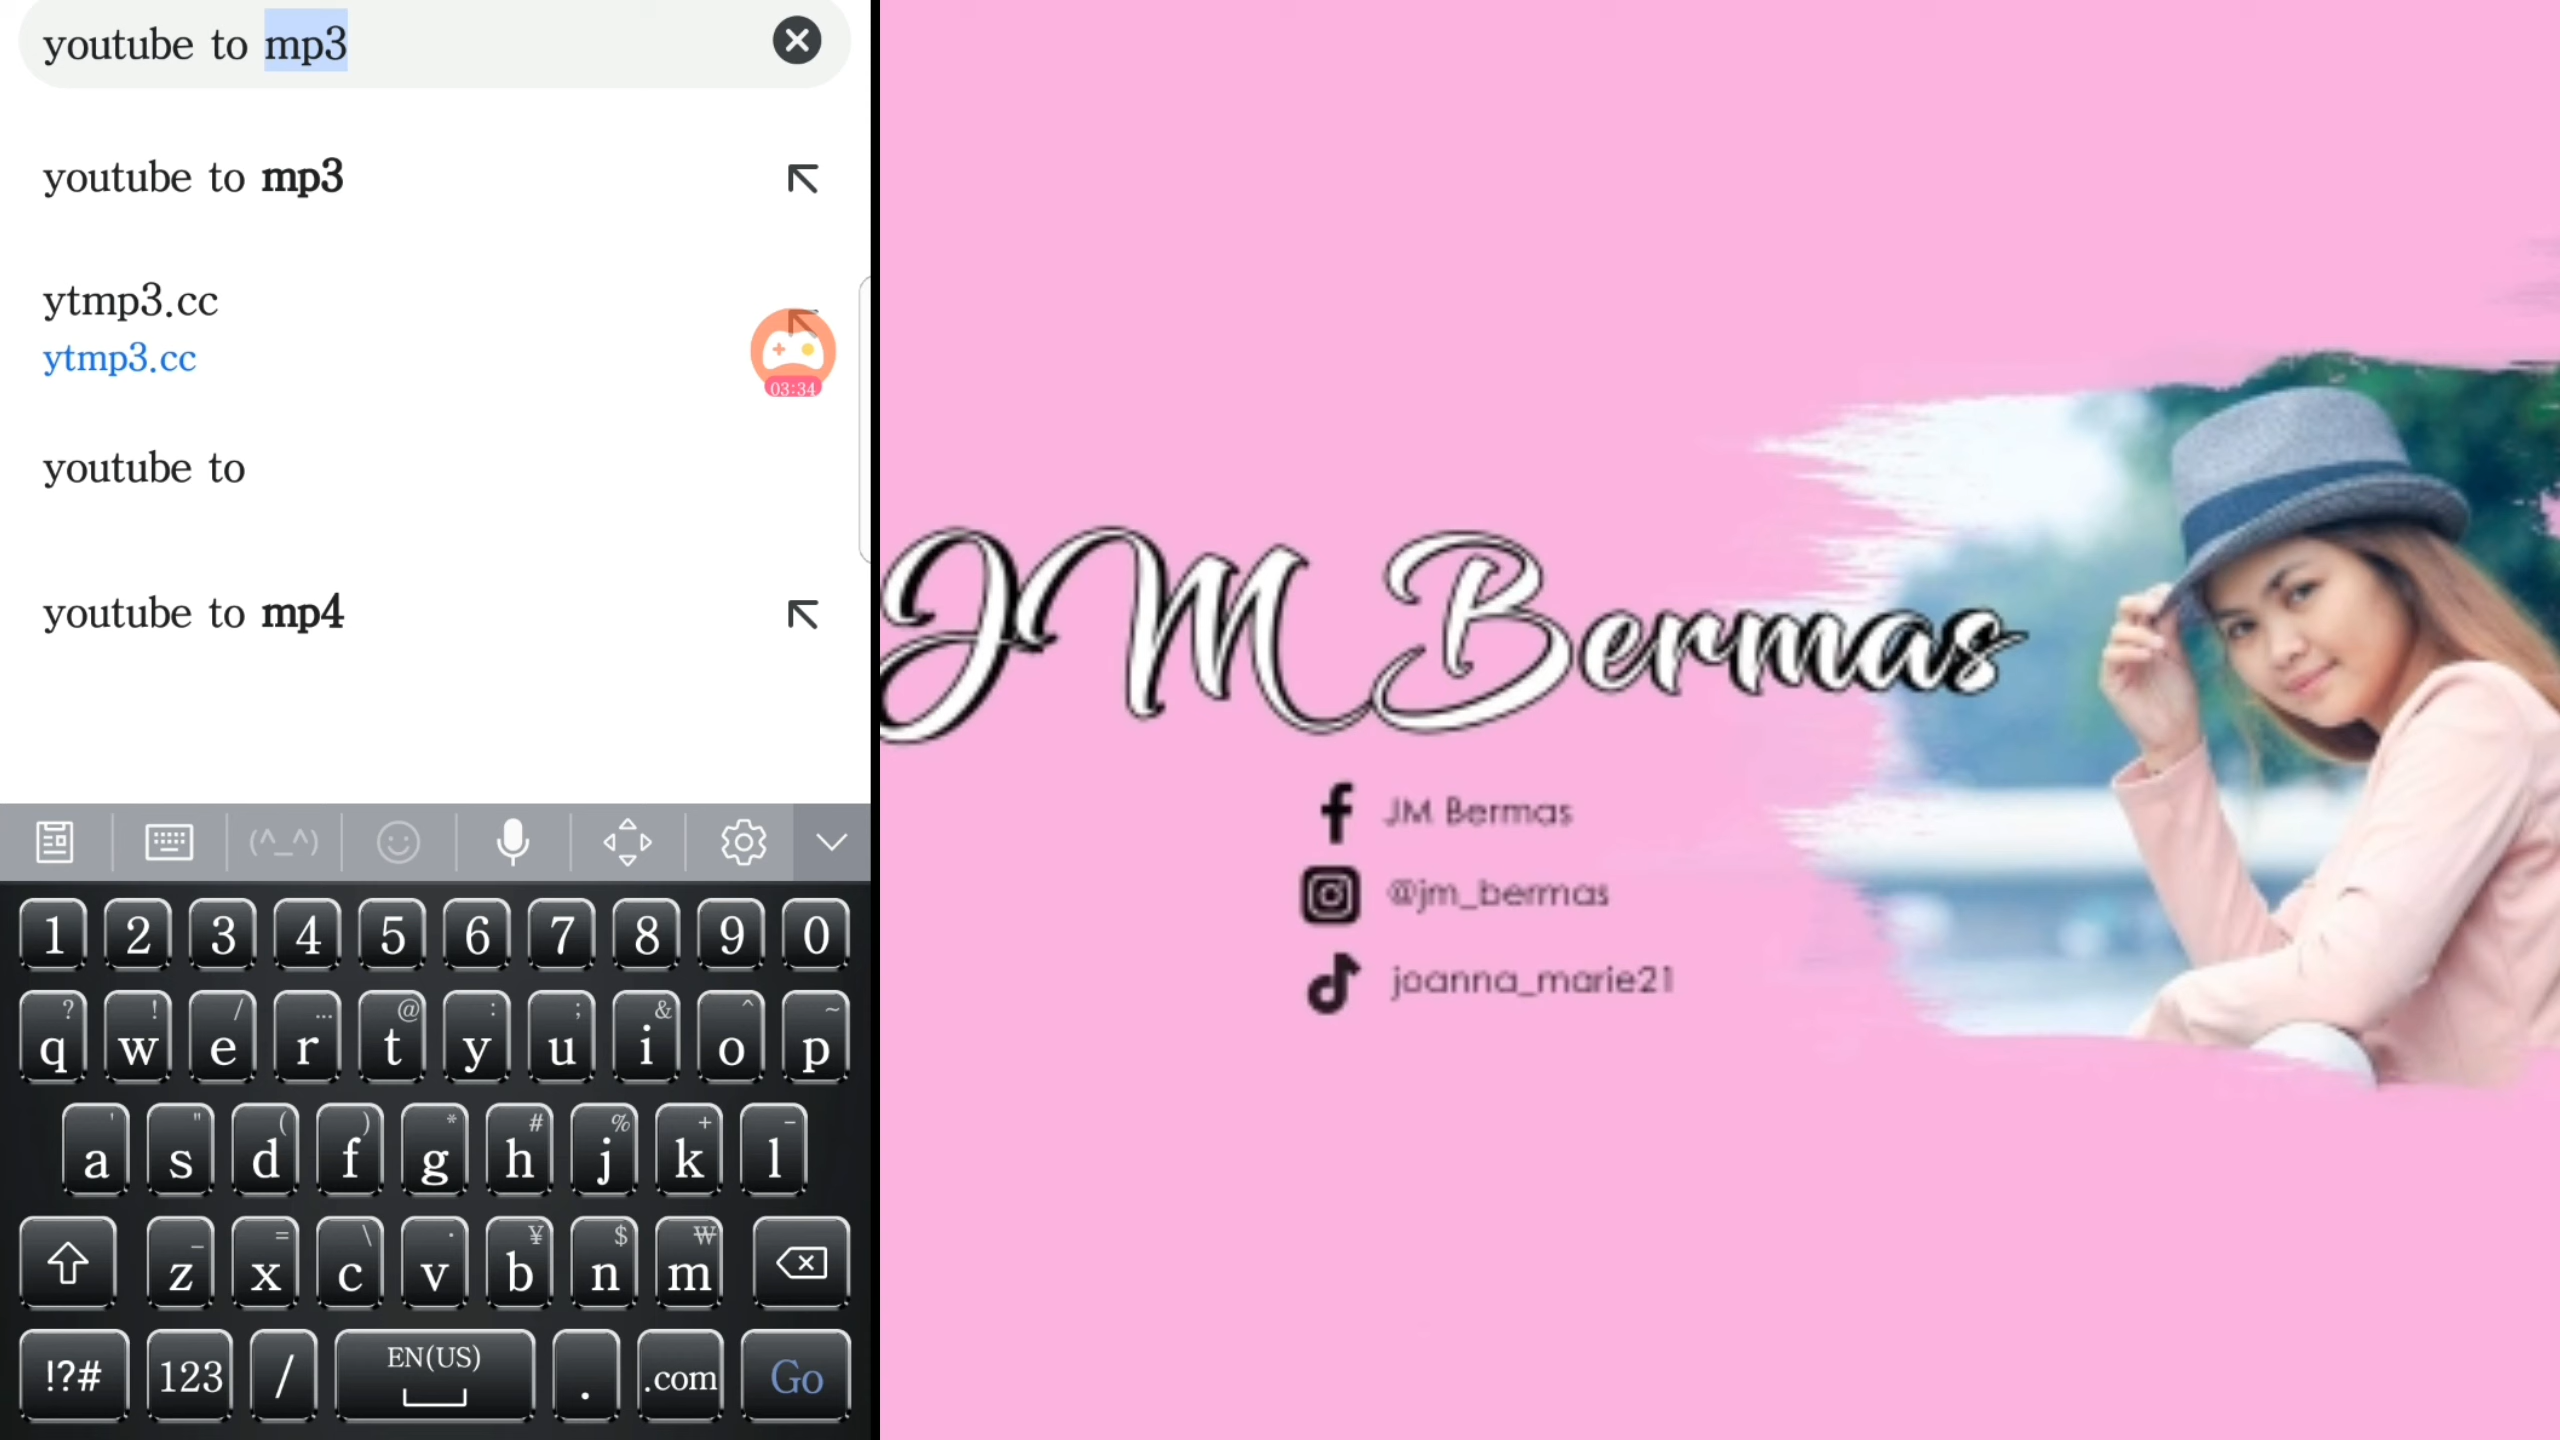 youtube to mp3
youtube to mp3
ytmp3.cc
ytmp3.cc
03:34
youtube to
youtube to mp4
(^_^)
1 2 3 4 5 6 7 8 9 0
? ! / ... @ : ; & ^ ~
q w e r t y u i o p
' " ( ) * # % + -
a s d f g h j k l
_ = \ · ¥ $ ₩
z x c v b n m
!?# 123 / EN(US) . .com Go
JM Bermas
JM Bermas
@jm_bermas
joanna_marie21